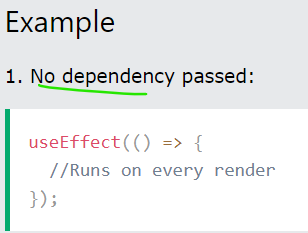 Example
1. No dependency passed:
useEffect(() => {
  //Runs on every render
});